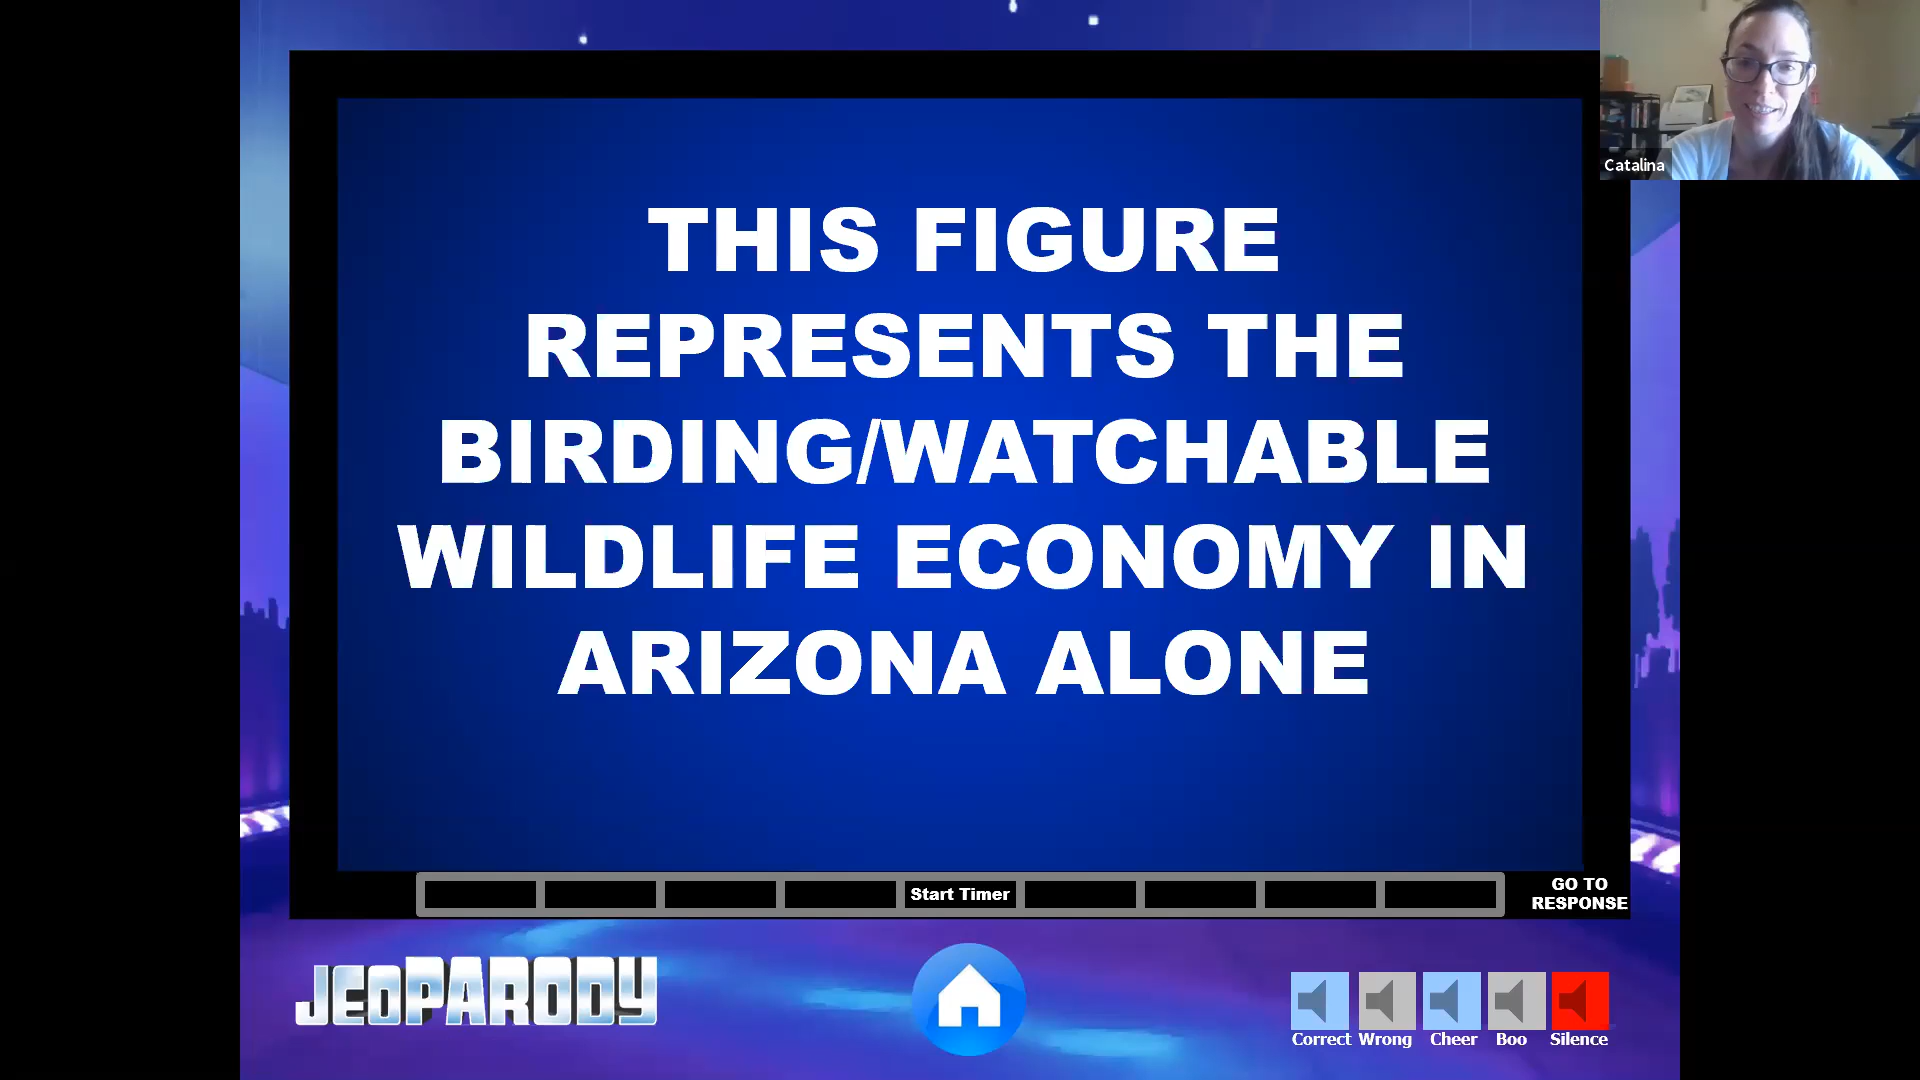 Catalina
THIS FIGURE
REPRESENTS THE
BIRDING/WATCHABLE
WILDLIFE ECONOMY IN
ARIZONA ALONE
Start Timer
GO TO
RESPONSE
JEOPARODY
Correct Wrong Cheer Boo Silence